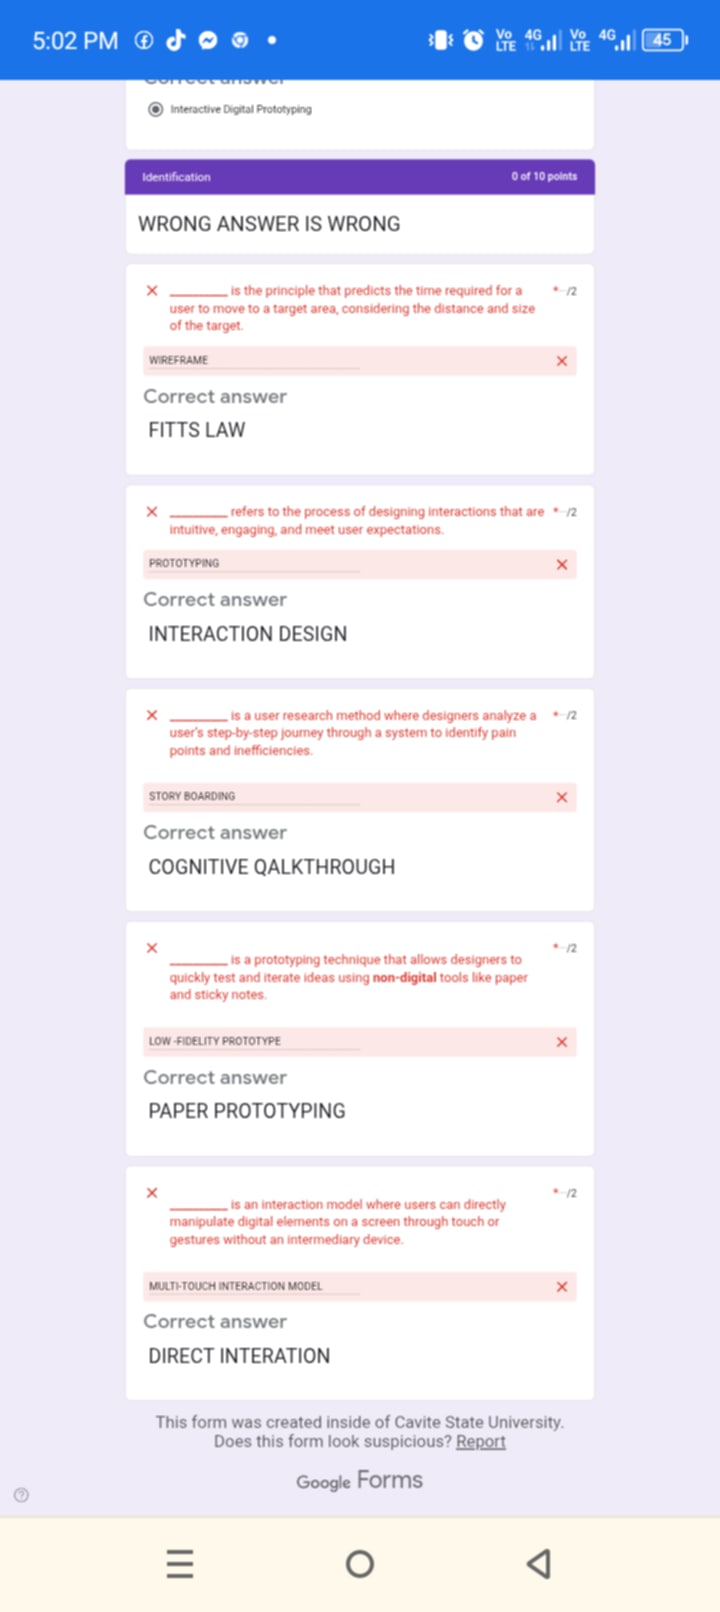 5:02 PM
Vo LTE 4G Vo LTE 4G 45
Correct answer
Interactive Digital Prototyping
Identification 0 of 10 points
WRONG ANSWER IS WRONG
________ is the principle that predicts the time required for a * --/2
user to move to a target area, considering the distance and size
of the target.
WIREFRAME
Correct answer
FITTS LAW
________ refers to the process of designing interactions that are * --/2
intuitive, engaging, and meet user expectations.
PROTOTYPING
Correct answer
INTERACTION DESIGN
________ is a user research method where designers analyze a * --/2
user's step-by-step journey through a system to identify pain
points and inefficiencies.
STORY BOARDING
Correct answer
COGNITIVE QALKTHROUGH
* --/2
________ is a prototyping technique that allows designers to
quickly test and iterate ideas using non-digital tools like paper
and sticky notes.
LOW -FIDELITY PROTOTYPE
Correct answer
PAPER PROTOTYPING
* --/2
________ is an interaction model where users can directly
manipulate digital elements on a screen through touch or
gestures without an intermediary device.
MULTI-TOUCH INTERACTION MODEL
Correct answer
DIRECT INTERATION
This form was created inside of Cavite State University.
Does this form look suspicious? Report
Google Forms